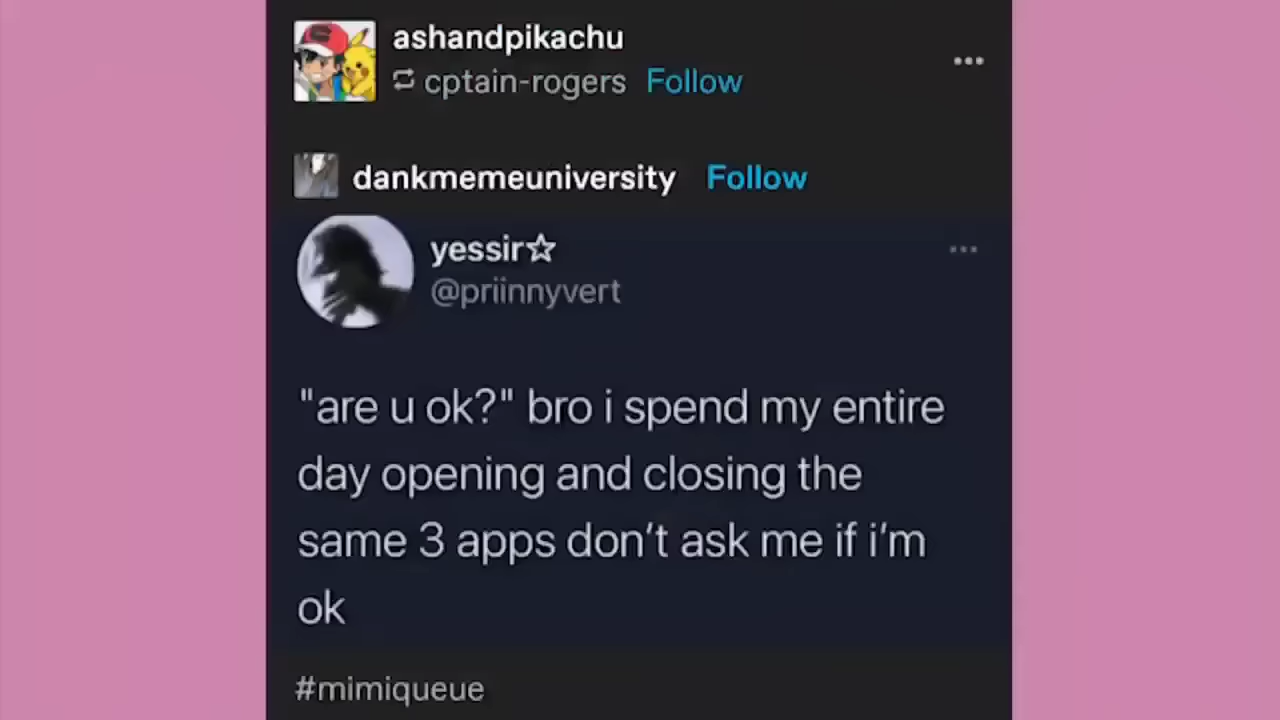 ashandpikachu
cptain-rogers Follow
dankmemeuniversity Follow
yessir☆
@priinnyvert
"are u ok?" bro i spend my entire
day opening and closing the
same 3 apps don’t ask me if i’m
ok
#mimiqueue